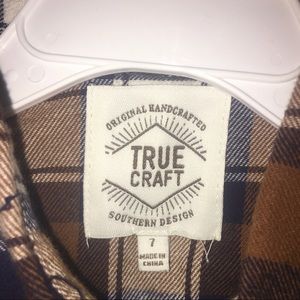 ORIGINAL HANDCRAFTED
TRUE
CRAFT
SOUTHERN DESIGN
7
MADE IN
CHINA